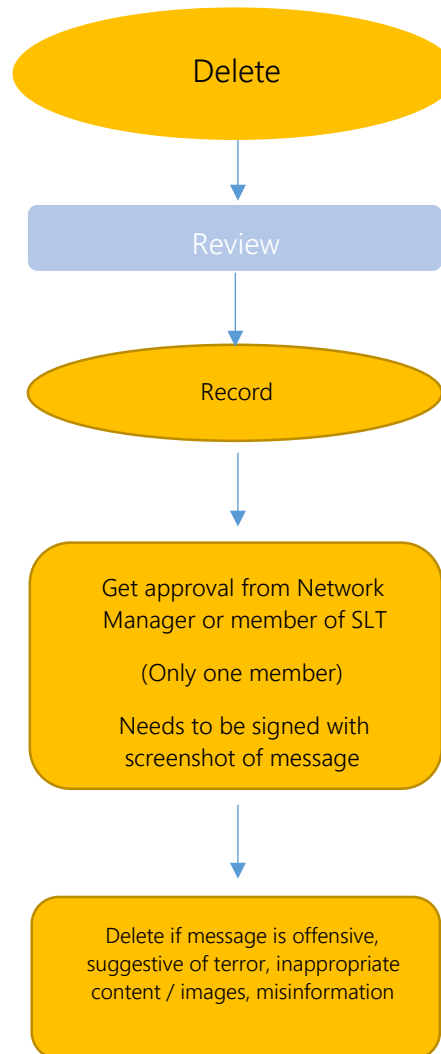 Delete
Review
Record
Get approval from Network
Manager or member of SLT
(Only one member)
Needs to be signed with
screenshot of message
Delete if message is offensive,
suggestive of terror, inappropriate
content / images, misinformation